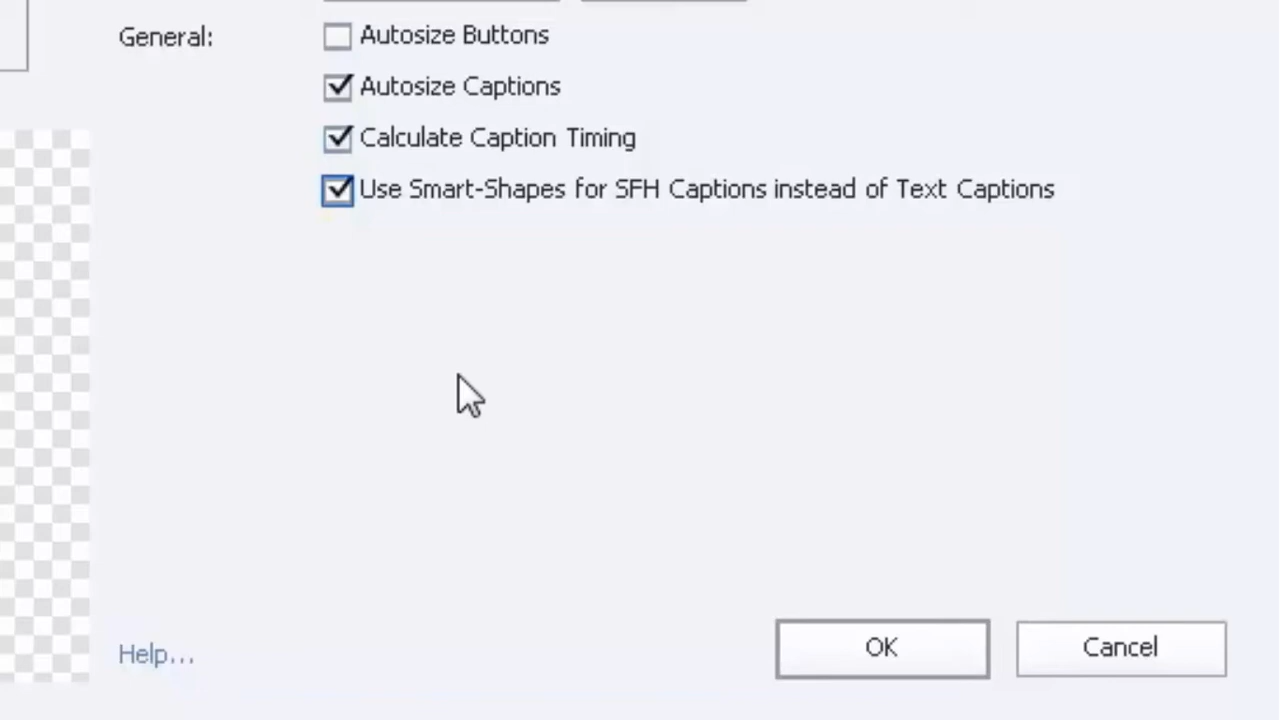 General:
Autosize Buttons
Autosize Captions
Calculate Caption Timing
Use Smart-Shapes for SFH Captions instead of Text Captions
Help...
OK
Cancel